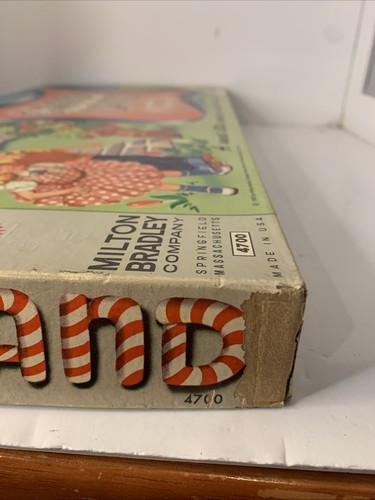 MILTON
BRADLEY
COMPANY
SPRINGFIELD
MASSACHUSETTS
4700
MADE IN USA
AND
4700